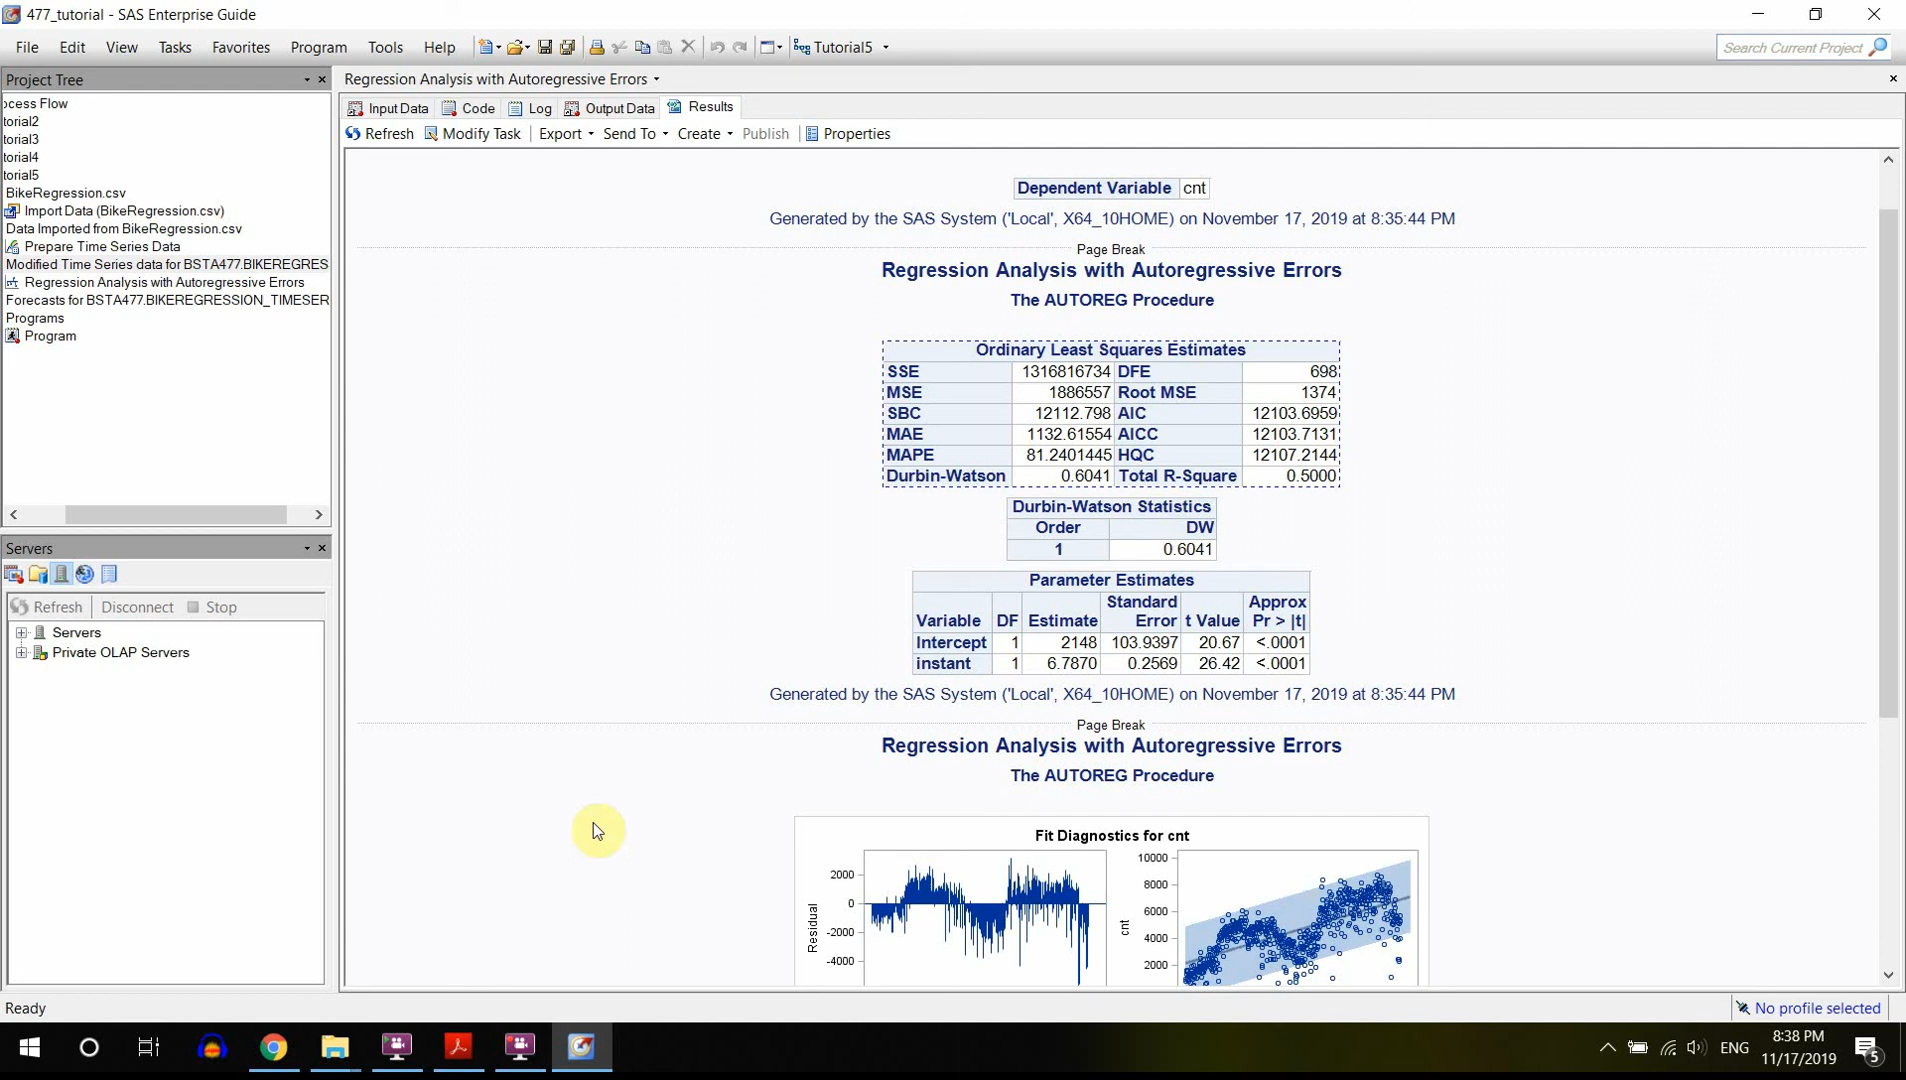 477_tutorial - SAS Enterprise Guide
File Edit View Tasks Favorites Program Tools Help Tutorial5 Search Current Project
Project Tree
ocess Flow
torial2
torial3
torial4
torial5
BikeRegression.csv
Import Data (BikeRegression.csv)
Data Imported from BikeRegression.csv
Prepare Time Series Data
Modified Time Series data for BSTA477.BIKEREGRES
Regression Analysis with Autoregressive Errors
Forecasts for BSTA477.BIKEREGRESSION_TIMESER
Programs
Program
Servers
Refresh Disconnect Stop
Servers
Private OLAP Servers
Regression Analysis with Autoregressive Errors
Input Data Code Log Output Data Results
Refresh Modify Task Export Send To Create Publish Properties
Dependent Variable cnt
Generated by the SAS System ('Local', X64_10HOME) on November 17, 2019 at 8:35:44 PM
Page Break
Regression Analysis with Autoregressive Errors
The AUTOREG Procedure
Ordinary Least Squares Estimates
SSE 1316816734 DFE 698
MSE 1886557 Root MSE 1374
SBC 12112.798 AIC 12103.6959
MAE 1132.61554 AICC 12103.7131
MAPE 81.2401445 HQC 12107.2144
Durbin-Watson 0.6041 Total R-Square 0.5000
Durbin-Watson Statistics
Order DW
1 0.6041
Parameter Estimates
Variable DF Estimate Standard Error t Value Approx Pr > |t|
Intercept 1 2148 103.9397 20.67 <.0001
instant 1 6.7870 0.2569 26.42 <.0001
Generated by the SAS System ('Local', X64_10HOME) on November 17, 2019 at 8:35:44 PM
Page Break
Regression Analysis with Autoregressive Errors
The AUTOREG Procedure
Fit Diagnostics for cnt
Residual
2000
0
-2000
-4000
cnt
10000
8000
6000
4000
2000
Ready
No profile selected
ENG
8:38 PM
11/17/2019
5